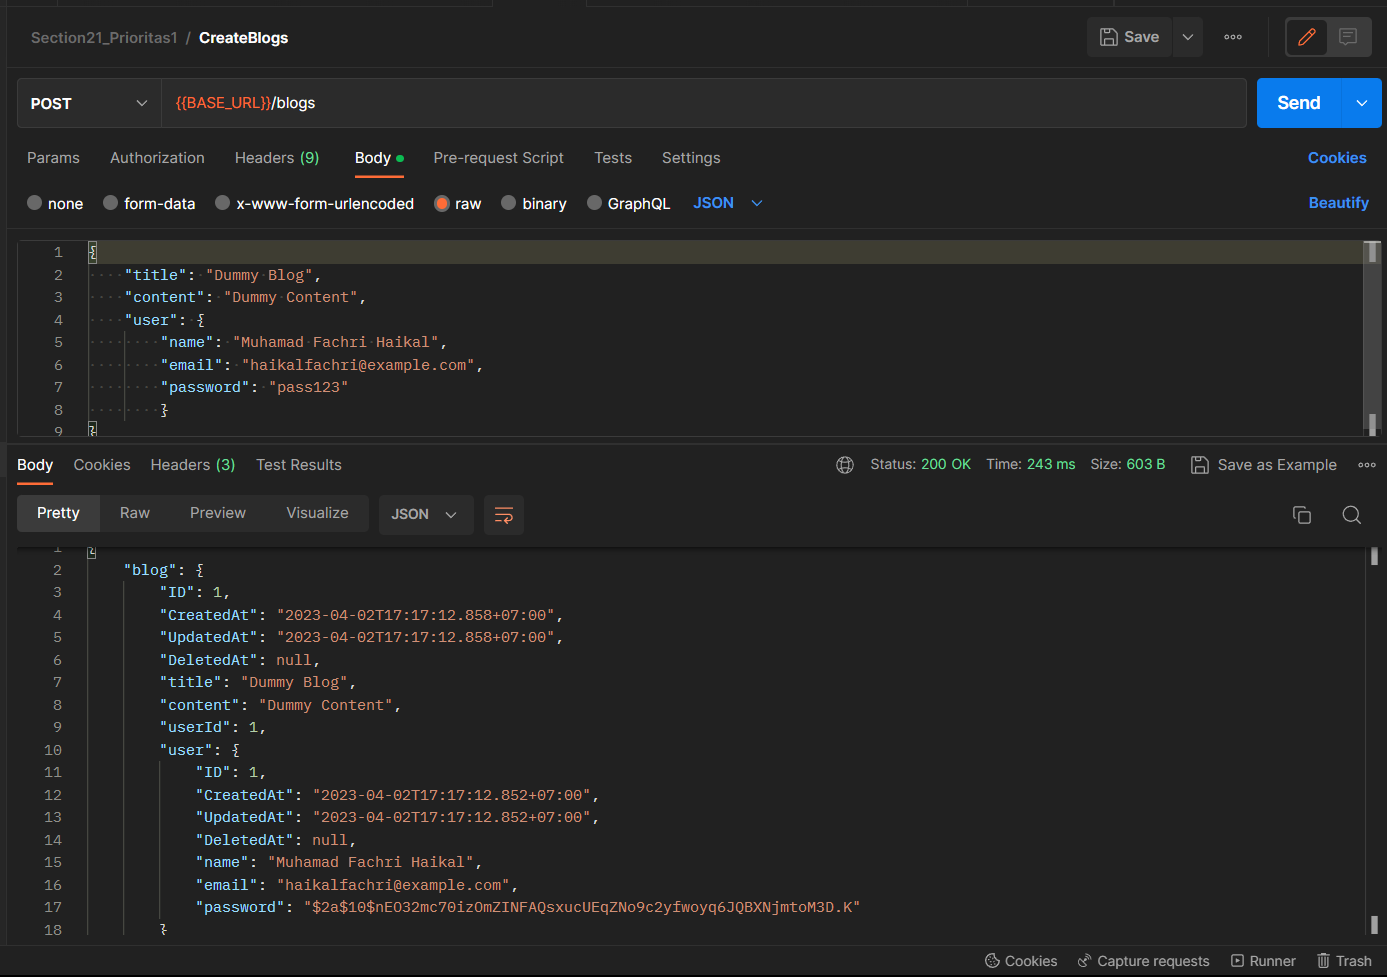 Section21_Prioritas1 / CreateBlogs Save
POST {{BASE_URL}}/blogs Send
Params Authorization Headers (9) Body Pre-request Script Tests Settings Cookies
none form-data x-www-form-urlencoded raw binary GraphQL JSON Beautify
1 {
2 "title": "Dummy Blog",
3 "content": "Dummy Content",
4 "user": {
5 "name": "Muhamad Fachri Haikal",
6 "email": "haikalfachri@example.com",
7 "password": "pass123"
8 }
9 }
Body Cookies Headers (3) Test Results Status: 200 OK Time: 243 ms Size: 603 B Save as Example
Pretty Raw Preview Visualize JSON
1 {
2 "blog": {
3 "ID": 1,
4 "CreatedAt": "2023-04-02T17:17:12.858+07:00",
5 "UpdatedAt": "2023-04-02T17:17:12.858+07:00",
6 "DeletedAt": null,
7 "title": "Dummy Blog",
8 "content": "Dummy Content",
9 "userId": 1,
10 "user": {
11 "ID": 1,
12 "CreatedAt": "2023-04-02T17:17:12.852+07:00",
13 "UpdatedAt": "2023-04-02T17:17:12.852+07:00",
14 "DeletedAt": null,
15 "name": "Muhamad Fachri Haikal",
16 "email": "haikalfachri@example.com",
17 "password": "$2a$10$nEO32mc70izOmZINFAQsxucUEqZNo9c2yfwoyq6JQBXNjmtoM3D.K"
18 }
Cookies Capture requests Runner Trash